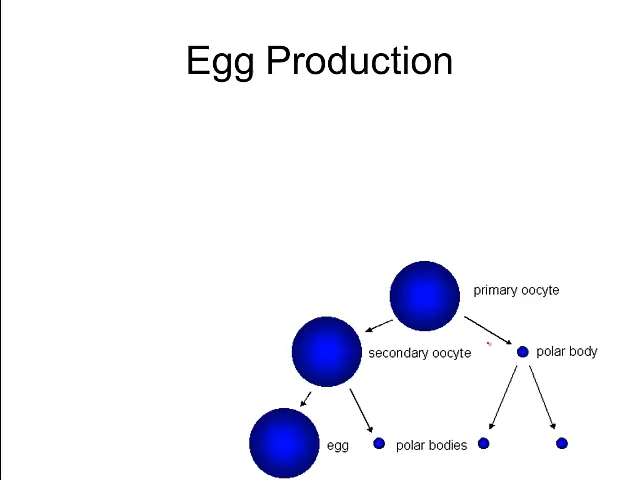 Egg Production
primary oocyte
secondary oocyte
polar body
egg
polar bodies